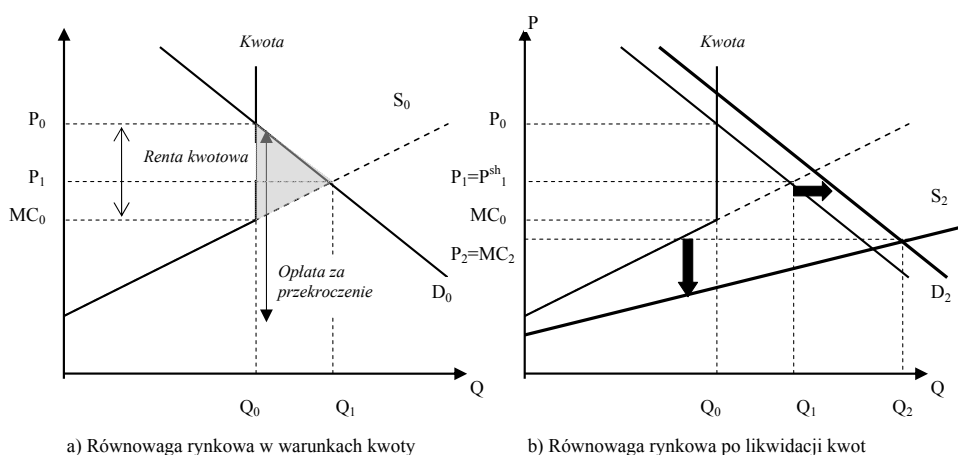 Kwota
S₀
P₀
Renta kwotowa
P₁
MC₀
Opłata za
przekroczenie
D₀
Q
Q₀
Q₁
a) Równowaga rynkowa w warunkach kwoty
P
Kwota
P₀
P₁=Pˢʰ₁
MC₀
S₂
P₂=MC₂
D₂
Q
Q₀
Q₁
Q₂
b) Równowaga rynkowa po likwidacji kwot